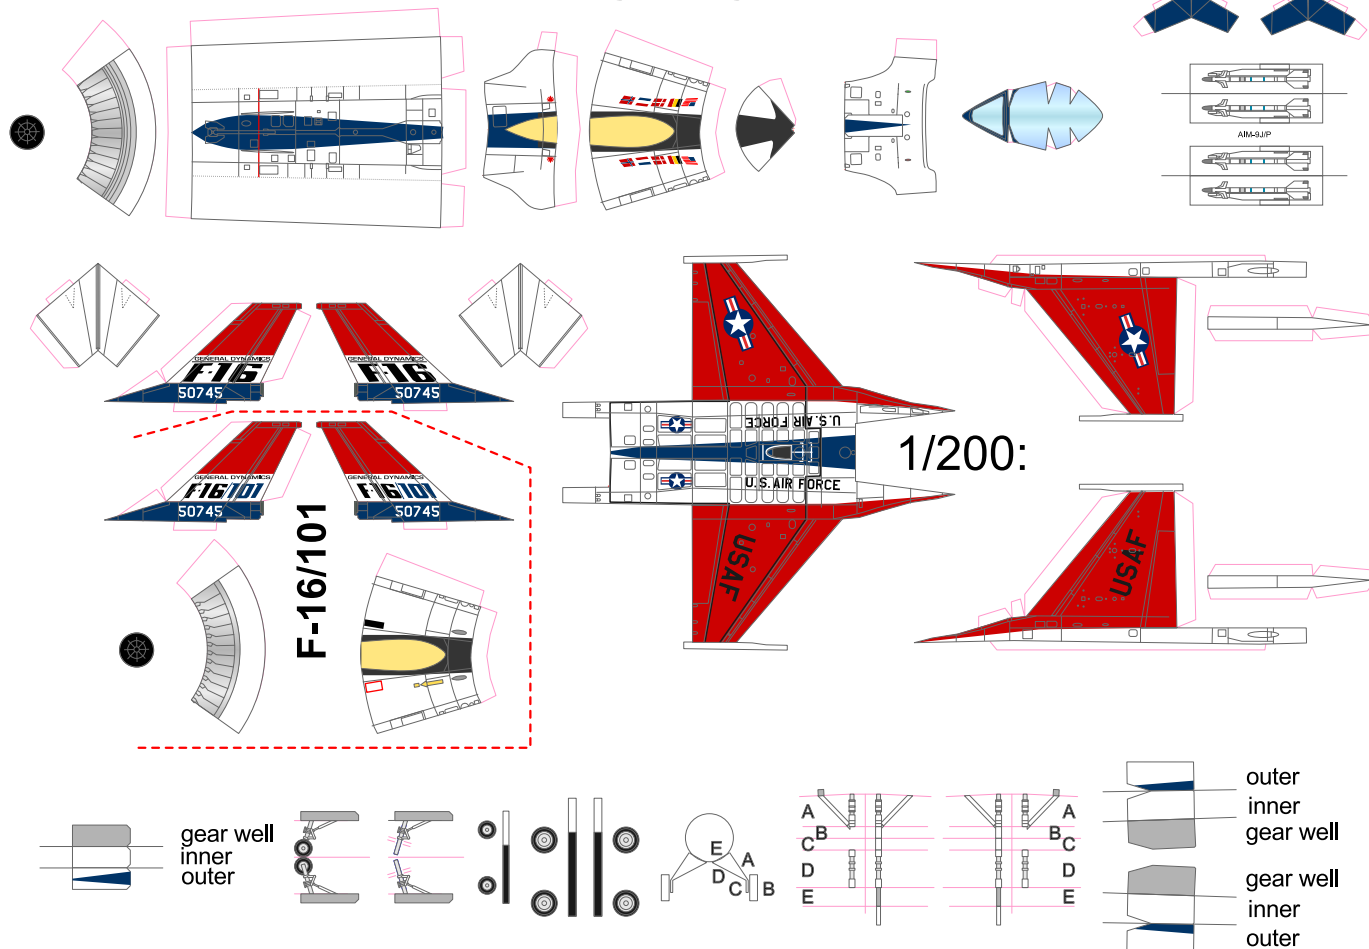 AIM-9J/P
GENERAL DYNAMICS
F-16
50745
GENERAL DYNAMICS
F-16
50745
U.S. AIR FORCE
U.S. AIR FORCE
1/200:
USAF
USAF
GENERAL DYNAMICS
F-16/101
50745
GENERAL DYNAMICS
F-16/101
50745
F-16/101
gear well
inner
outer
E
A
D
C
B
A
B
C
D
E
A
B
C
D
E
outer
inner
gear well
gear well
inner
outer